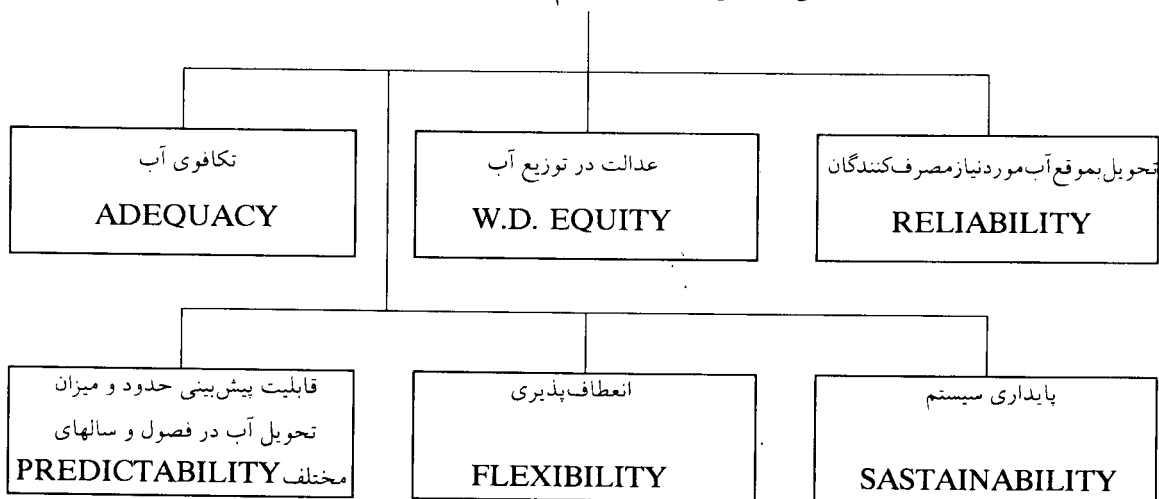 تکافوی آب
ADEQUACY
عدالت در توزیع آب
W.D. EQUITY
تحویل بموقع آب مورد نیاز مصرف‌کنندگان
RELIABILITY
قابلیت پیش‌بینی حدود و میزان
تحویل آب در فصول و سالهای
مختلف PREDICTABILITY
انعطاف‌پذیری
FLEXIBILITY
پایداری سیستم
SASTAINABILITY